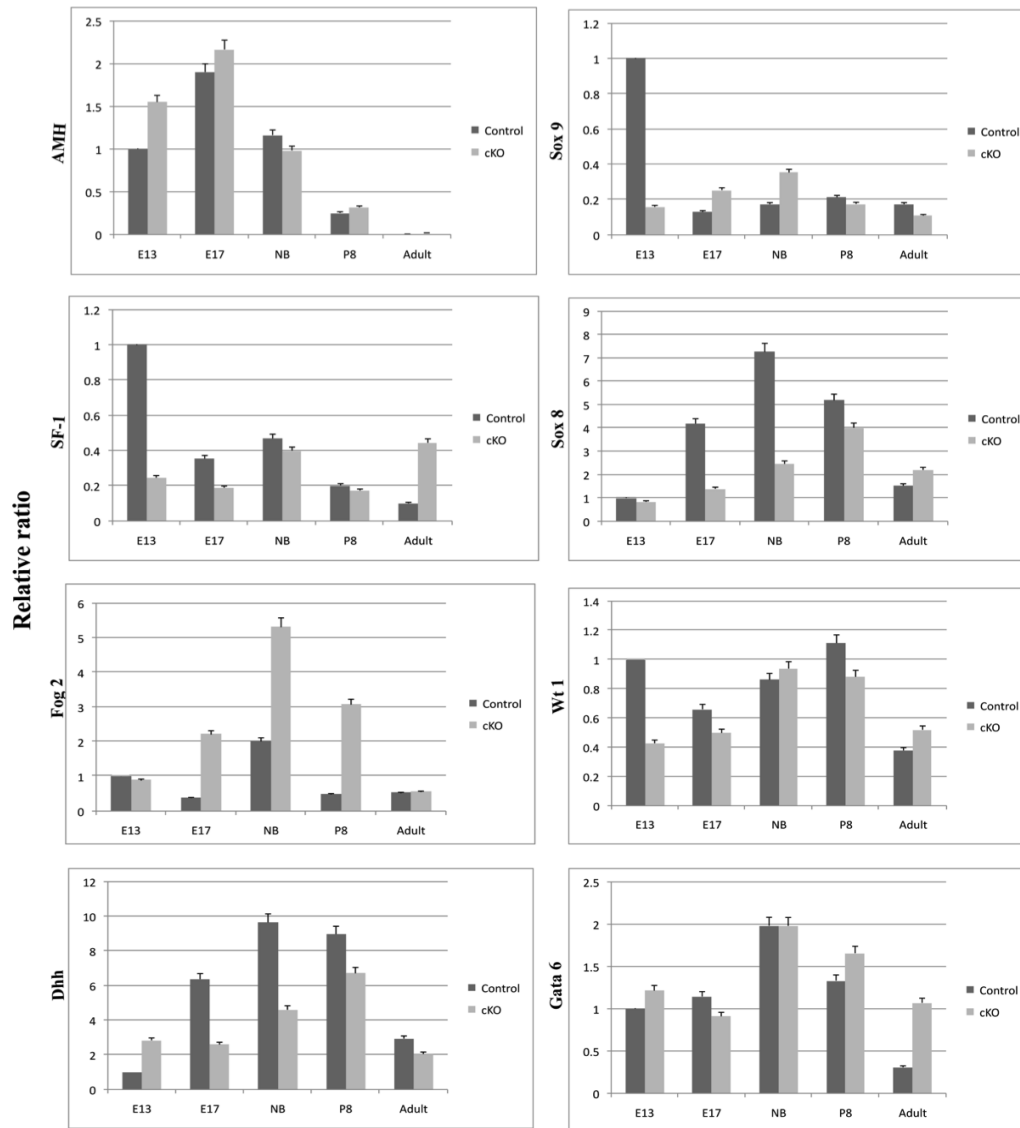 Relative ratio
AMH
2.5
2
1.5
1
0.5
0
E13 E17 NB P8 Adult
Control
cKO
Sox 9
1.2
1
0.8
0.6
0.4
0.2
0
E13 E17 NB P8 Adult
Control
cKO
SF-1
1.2
1
0.8
0.6
0.4
0.2
0
E13 E17 NB P8 Adult
Control
cKO
Sox 8
9
8
7
6
5
4
3
2
1
0
E13 E17 NB P8 Adult
Control
cKO
Fog 2
6
5
4
3
2
1
0
E13 E17 NB P8 Adult
Control
cKO
Wt 1
1.4
1.2
1
0.8
0.6
0.4
0.2
0
E13 E17 NB P8 Adult
Control
cKO
Dhh
12
10
8
6
4
2
0
E13 E17 NB P8 Adult
Control
cKO
Gata 6
2.5
2
1.5
1
0.5
0
E13 E17 NB P8 Adult
Control
cKO